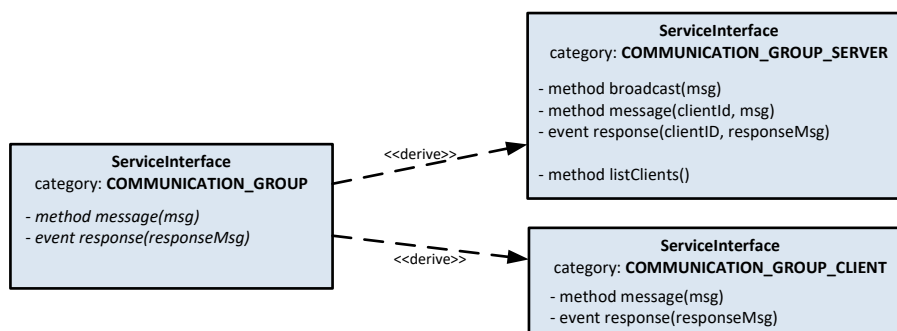 ServiceInterface
category: COMMUNICATION_GROUP
- method message(msg)
- event response(responseMsg)
<<derive>>
<<derive>>
ServiceInterface
category: COMMUNICATION_GROUP_SERVER
- method broadcast(msg)
- method message(clientId, msg)
- event response(clientID, responseMsg)
- method listClients()
ServiceInterface
category: COMMUNICATION_GROUP_CLIENT
- method message(msg)
- event response(responseMsg)